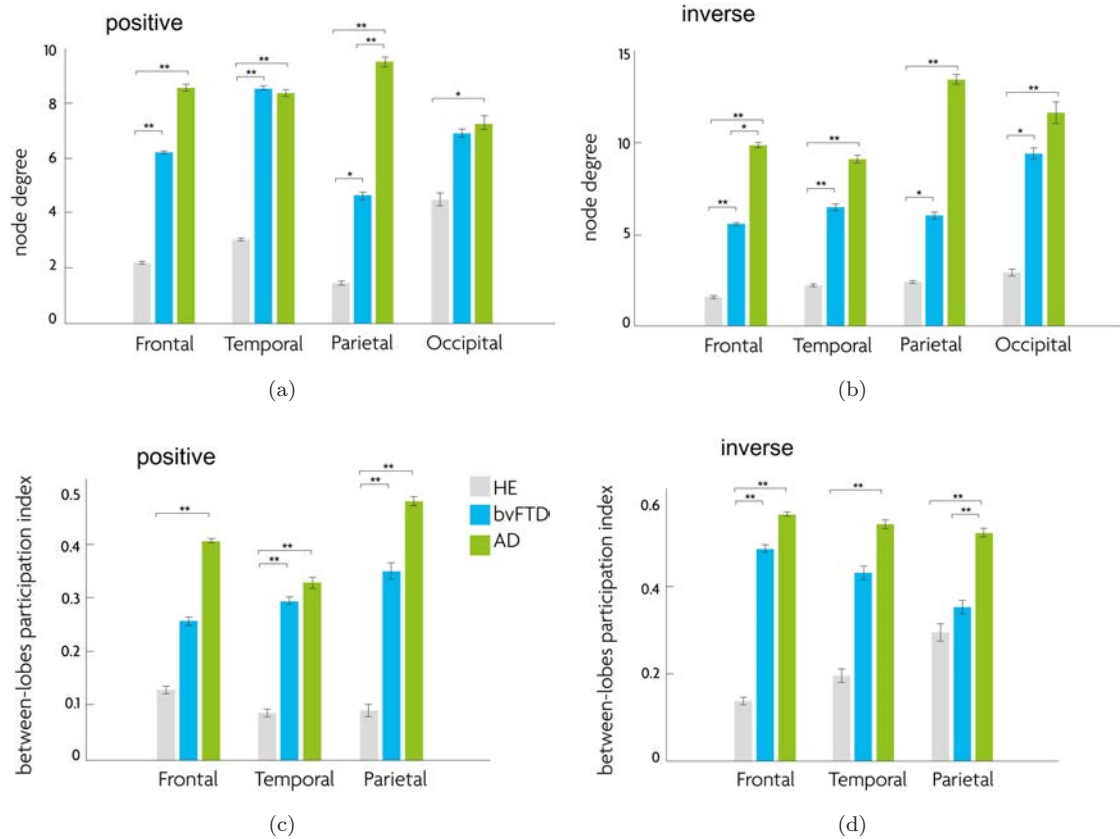 positive
node degree
10
8
6
4
2
0
**
**
**
**
**
**
*
*
Frontal Temporal Parietal Occipital
(a)
inverse
node degree
15
10
5
0
**
*
**
**
**
**
*
**
*
Frontal Temporal Parietal Occipital
(b)
positive
between-lobes participation index
0.5
0.4
0.3
0.2
0.1
0
**
**
**
**
**
Frontal Temporal Parietal
HE
bvFTD
AD
(c)
inverse
between-lobes participation index
0.6
0.4
0.2
0
**
**
**
**
**
Frontal Temporal Parietal
(d)